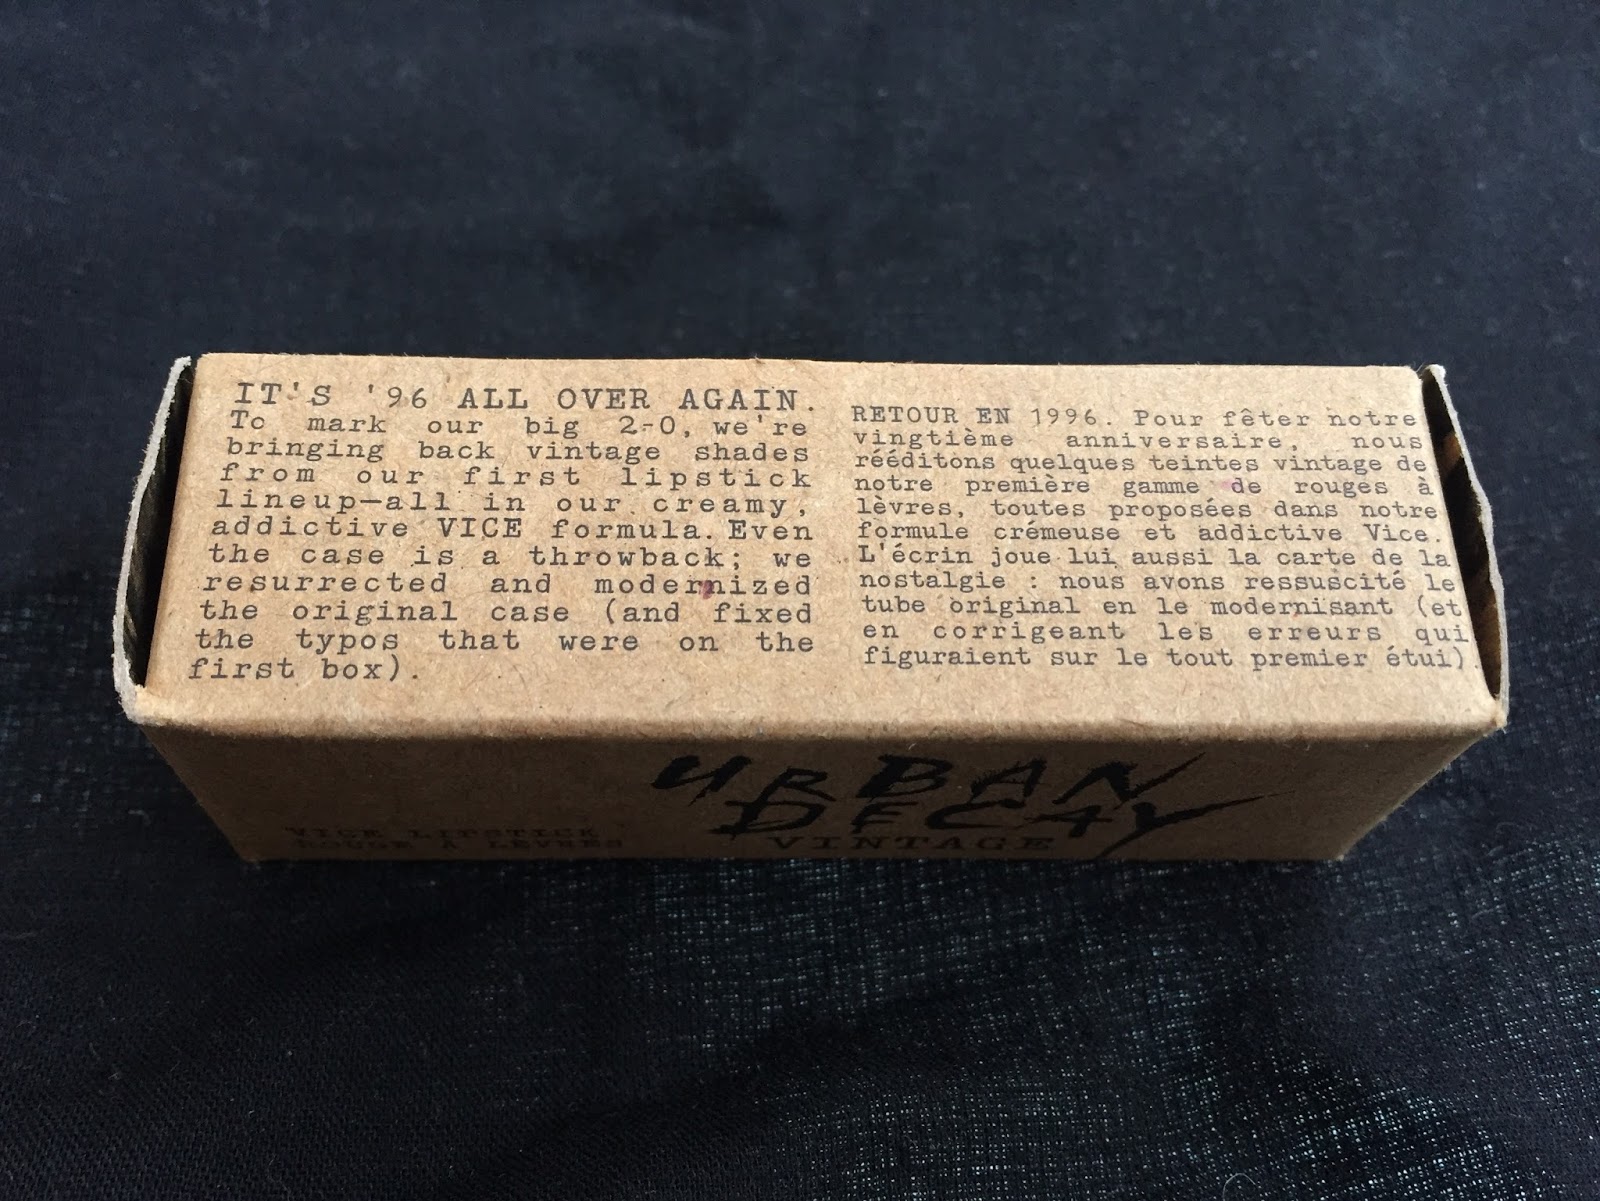 IT'S '96 ALL OVER AGAIN.
To mark our big 2-0, we're
bringing back vintage shades
from our first lipstick
lineup—all in our creamy,
addictive VICE formula. Even
the case is a throwback; we
resurrected and modernized
the original case (and fixed
the typos that were on the
first box).
RETOUR EN 1996. Pour fêter notre
vingtième anniversaire, nous
rééditons quelques teintes vintage de
notre première gamme de rouges à
lèvres, toutes proposées dans notre
formule crémeuse et addictive Vice.
L'écrin joue lui aussi la carte de la
nostalgie : nous avons ressuscité le
tube original en le modernisant (et
en corrigeant les erreurs qui
figuraient sur le tout premier étui).
URBAN
DECAY
VINTAGE
VICE LIPSTICK
ROUGE À LÈVRES